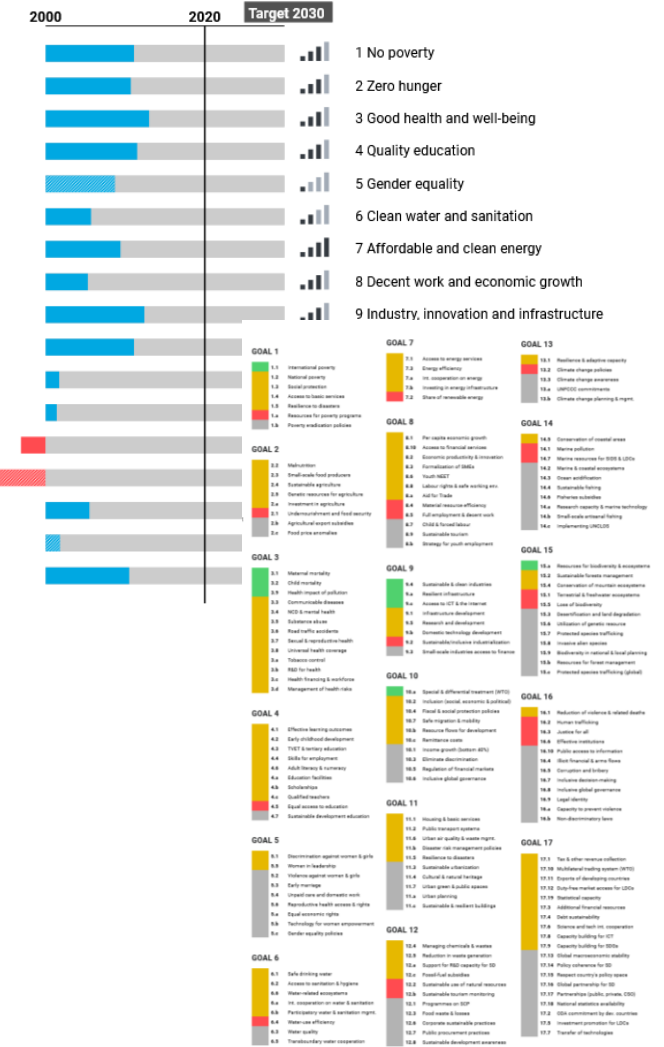 2000
2020
Target 2030
1 No poverty
2 Zero hunger
3 Good health and well-being
4 Quality education
5 Gender equality
6 Clean water and sanitation
7 Affordable and clean energy
8 Decent work and economic growth
9 Industry, innovation and infrastructure
GOAL 1
1.1 International poverty
1.2 National poverty
1.3 Social protection
1.4 Access to basic services
1.5 Resilience to disasters
1.a Resources for poverty programs
1.b Poverty eradication policies
GOAL 2
2.2 Malnutrition
2.3 Small-scale food producers
2.4 Sustainable agriculture
2.5 Genetic resources for agriculture
2.a Investment in agriculture
2.1 Undernourishment and food security
2.b Agricultural export subsidies
2.c Food price anomalies
GOAL 3
3.1 Maternal mortality
3.2 Child mortality
3.9 Health impact of pollution
3.3 Communicable diseases
3.4 NCD & mental health
3.5 Substance abuse
3.6 Road traffic accidents
3.7 Sexual & reproductive health
3.8 Universal health coverage
3.a Tobacco control
3.b R&D for health
3.c Health financing & workforce
3.d Management of health risks
GOAL 4
4.1 Effective learning outcomes
4.2 Early childhood development
4.3 TVET & tertiary education
4.4 Skills for employment
4.6 Adult literacy & numeracy
4.a Education facilities
4.b Scholarships
4.c Qualified teachers
4.5 Equal access to education
4.7 Sustainable development education
GOAL 5
5.1 Discrimination against women & girls
5.5 Women in leadership
5.2 Violence against women & girls
5.3 Early marriage
5.4 Unpaid care and domestic work
5.6 Reproductive health access & rights
5.a Equal economic rights
5.b Technology for women empowerment
5.c Gender equality policies
GOAL 6
6.1 Safe drinking water
6.2 Access to sanitation & hygiene
6.6 Water-related ecosystems
6.a Int. cooperation on water & sanitation
6.b Participatory water & sanitation mgmt.
6.4 Water-use efficiency
6.3 Water quality
6.5 Transboundary water cooperation
GOAL 7
7.1 Access to energy services
7.3 Energy efficiency
7.a Int. cooperation on energy
7.b Investing in energy infrastructure
7.2 Share of renewable energy
GOAL 8
8.1 Per capita economic growth
8.10 Access to financial services
8.2 Economic productivity & innovation
8.3 Formalization of SMEs
8.6 Youth NEET
8.8 Labour rights & safe working env.
8.a Aid for Trade
8.4 Material resource efficiency
8.5 Full employment & decent work
8.7 Child & forced labour
8.9 Sustainable tourism
8.b Strategy for youth employment
GOAL 9
9.4 Sustainable & clean industries
9.a Resilient infrastructure
9.c Access to ICT & the internet
9.1 Infrastructure development
9.5 Research and development
9.b Domestic technology development
9.2 Sustainable/inclusive industrialization
9.3 Small-scale industries access to finance
GOAL 10
10.a Special & differential treatment (WTO)
10.2 Inclusion (social, economic & political)
10.4 Fiscal & social protection policies
10.7 Safe migration & mobility
10.b Resource flows for development
10.c Remittance costs
10.1 Income growth (bottom 40%)
10.3 Eliminate discrimination
10.5 Regulation of financial markets
10.6 Inclusive global governance
GOAL 11
11.1 Housing & basic services
11.2 Public transport systems
11.6 Urban air quality & waste mgmt.
11.b Disaster risk management policies
11.5 Resilience to disasters
11.3 Sustainable urbanization
11.4 Cultural & natural heritage
11.7 Urban green & public spaces
11.a Urban planning
11.c Sustainable & resilient buildings
GOAL 12
12.4 Managing chemicals & wastes
12.5 Reduction in waste generation
12.a Support for R&D capacity for SD
12.c Fossil-fuel subsidies
12.2 Sustainable use of natural resources
12.b Sustainable tourism monitoring
12.1 Programmes on SCP
12.3 Food waste & losses
12.6 Corporate sustainable practices
12.7 Public procurement practices
12.8 Sustainable development awareness
GOAL 13
13.1 Resilience & adaptive capacity
13.2 Climate change policies
13.3 Climate change awareness
13.a UNFCCC commitments
13.b Climate change planning & mgmt.
GOAL 14
14.5 Conservation of coastal areas
14.1 Marine pollution
14.7 Marine resources for SIDS & LDCs
14.2 Marine & coastal ecosystems
14.3 Ocean acidification
14.4 Sustainable fishing
14.6 Fisheries subsidies
14.a Research capacity & marine technology
14.b Small-scale artisanal fishing
14.c Implementing UNCLOS
GOAL 15
15.a Resources for biodiversity & ecosystems
15.2 Sustainable forests management
15.4 Conservation of mountain ecosystems
15.1 Terrestrial & freshwater ecosystems
15.5 Loss of biodiversity
15.3 Desertification and land degradation
15.6 Utilization of genetic resource
15.7 Protected species trafficking
15.8 Invasive alien species
15.9 Biodiversity in national & local planning
15.b Resources for forest management
15.c Protected species trafficking (global)
GOAL 16
16.1 Reduction of violence & related deaths
16.2 Human trafficking
16.3 Justice for all
16.6 Effective institutions
16.10 Public access to information
16.4 Illicit financial & arms flows
16.5 Corruption and bribery
16.7 Inclusive decision-making
16.8 Inclusive global governance
16.9 Legal identity
16.a Capacity to prevent violence
16.b Non-discriminatory laws
GOAL 17
17.1 Tax & other revenue collection
17.10 Multilateral trading system (WTO)
17.11 Exports of developing countries
17.12 Duty-free market access for LDCs
17.19 Statistical capacity
17.3 Additional financial resources
17.4 Debt sustainability
17.6 Science and tech int. cooperation
17.8 Capacity building for ICT
17.9 Capacity building for SDGs
17.13 Global macroeconomic stability
17.14 Policy coherence for SD
17.15 Respect country's policy space
17.16 Global partnership for SD
17.17 Partnerships (public, private, CSO)
17.18 National statistics availability
17.2 ODA commitment by dev. countries
17.5 Investment promotion for LDCs
17.7 Transfer of technologies